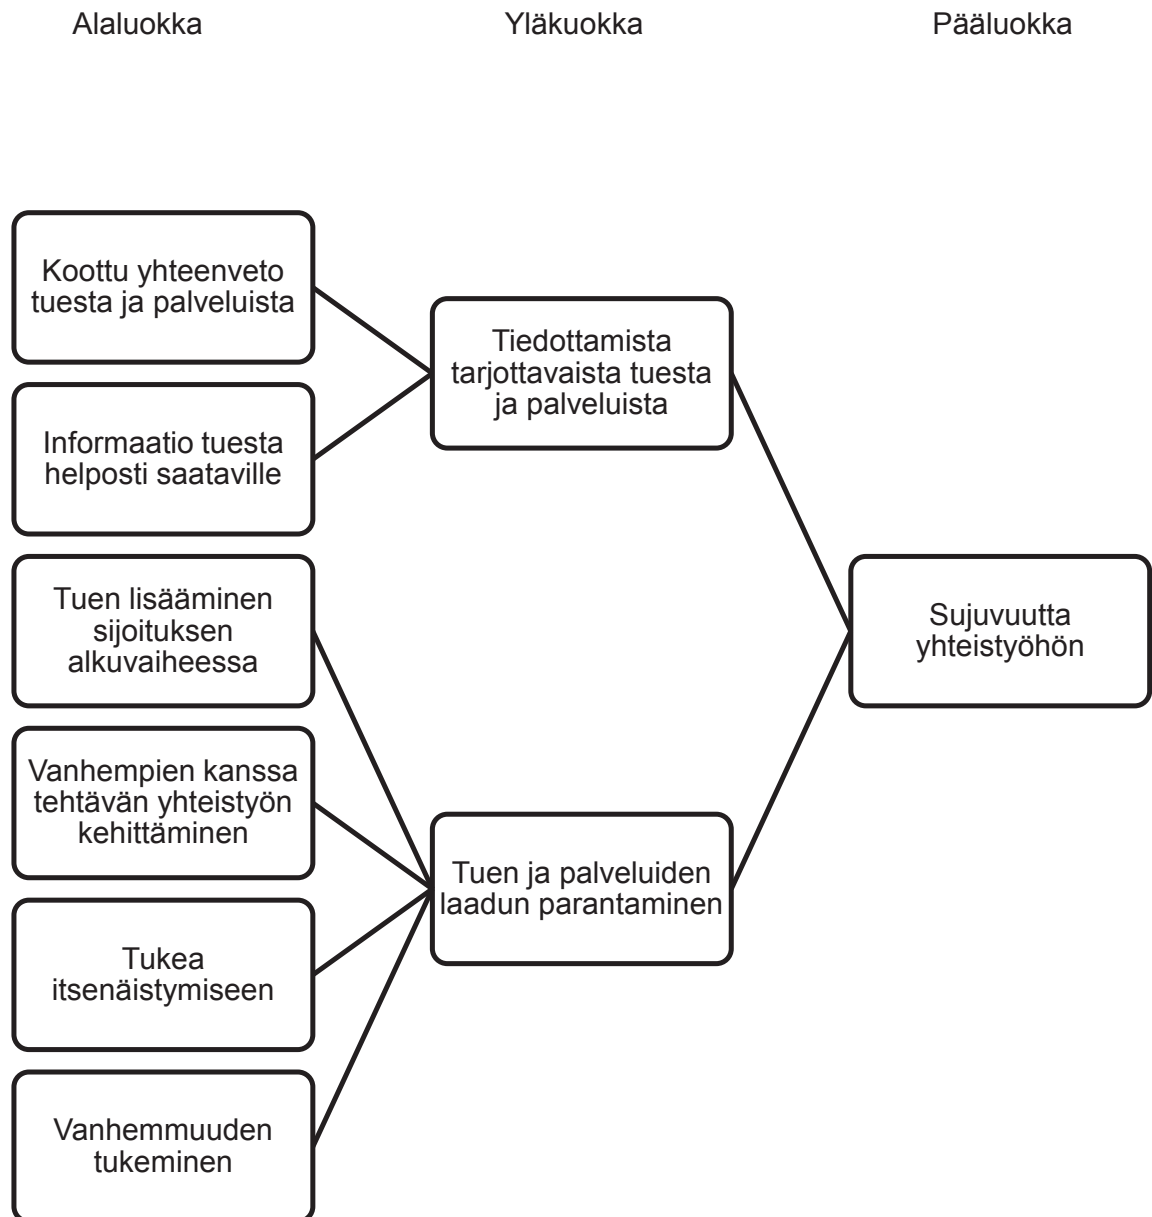 Alaluokka
Yläkuokka
Pääluokka
Koottu yhteenveto
tuesta ja palveluista
Informaatio tuesta
helposti saataville
Tuen lisääminen
sijoituksen
alkuvaiheessa
Vanhempien kanssa
tehtävän yhteistyön
kehittäminen
Tukea
itsenäistymiseen
Vanhemmuuden
tukeminen
Tiedottamista
tarjottavaista tuesta
ja palveluista
Tuen ja palveluiden
laadun parantaminen
Sujuvuutta
yhteistyöhön